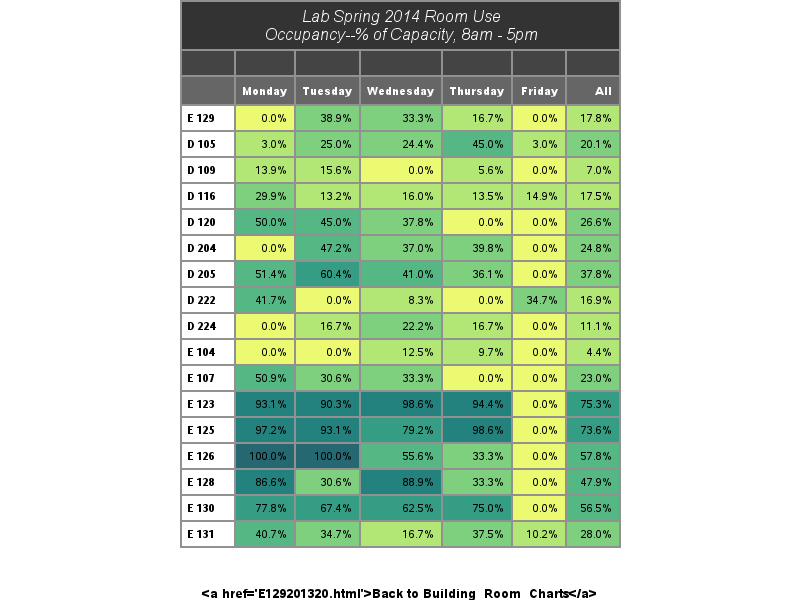 Lab Spring 2014 Room Use
Occupancy--% of Capacity, 8am - 5pm
Monday Tuesday Wednesday Thursday Friday All
E 129 0.0% 38.9% 33.3% 16.7% 0.0% 17.8%
D 105 3.0% 25.0% 24.4% 45.0% 3.0% 20.1%
D 109 13.9% 15.6% 0.0% 5.6% 0.0% 7.0%
D 116 29.9% 13.2% 16.0% 13.5% 14.9% 17.5%
D 120 50.0% 45.0% 37.8% 0.0% 0.0% 26.6%
D 204 0.0% 47.2% 37.0% 39.8% 0.0% 24.8%
D 205 51.4% 60.4% 41.0% 36.1% 0.0% 37.8%
D 222 41.7% 0.0% 8.3% 0.0% 34.7% 16.9%
D 224 0.0% 16.7% 22.2% 16.7% 0.0% 11.1%
E 104 0.0% 0.0% 12.5% 9.7% 0.0% 4.4%
E 107 50.9% 30.6% 33.3% 0.0% 0.0% 23.0%
E 123 93.1% 90.3% 98.6% 94.4% 0.0% 75.3%
E 125 97.2% 93.1% 79.2% 98.6% 0.0% 73.6%
E 126 100.0% 100.0% 55.6% 33.3% 0.0% 57.8%
E 128 86.6% 30.6% 88.9% 33.3% 0.0% 47.9%
E 130 77.8% 67.4% 62.5% 75.0% 0.0% 56.5%
E 131 40.7% 34.7% 16.7% 37.5% 10.2% 28.0%
<a href='E129201320.html'>Back to Building_Room_Charts</a>